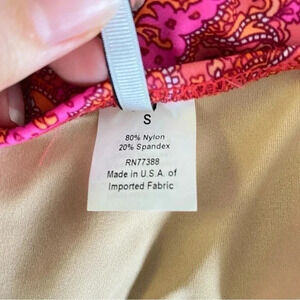 S
80% Nylon
20% Spandex
RN77388
Made in U.S.A. of
Imported Fabric